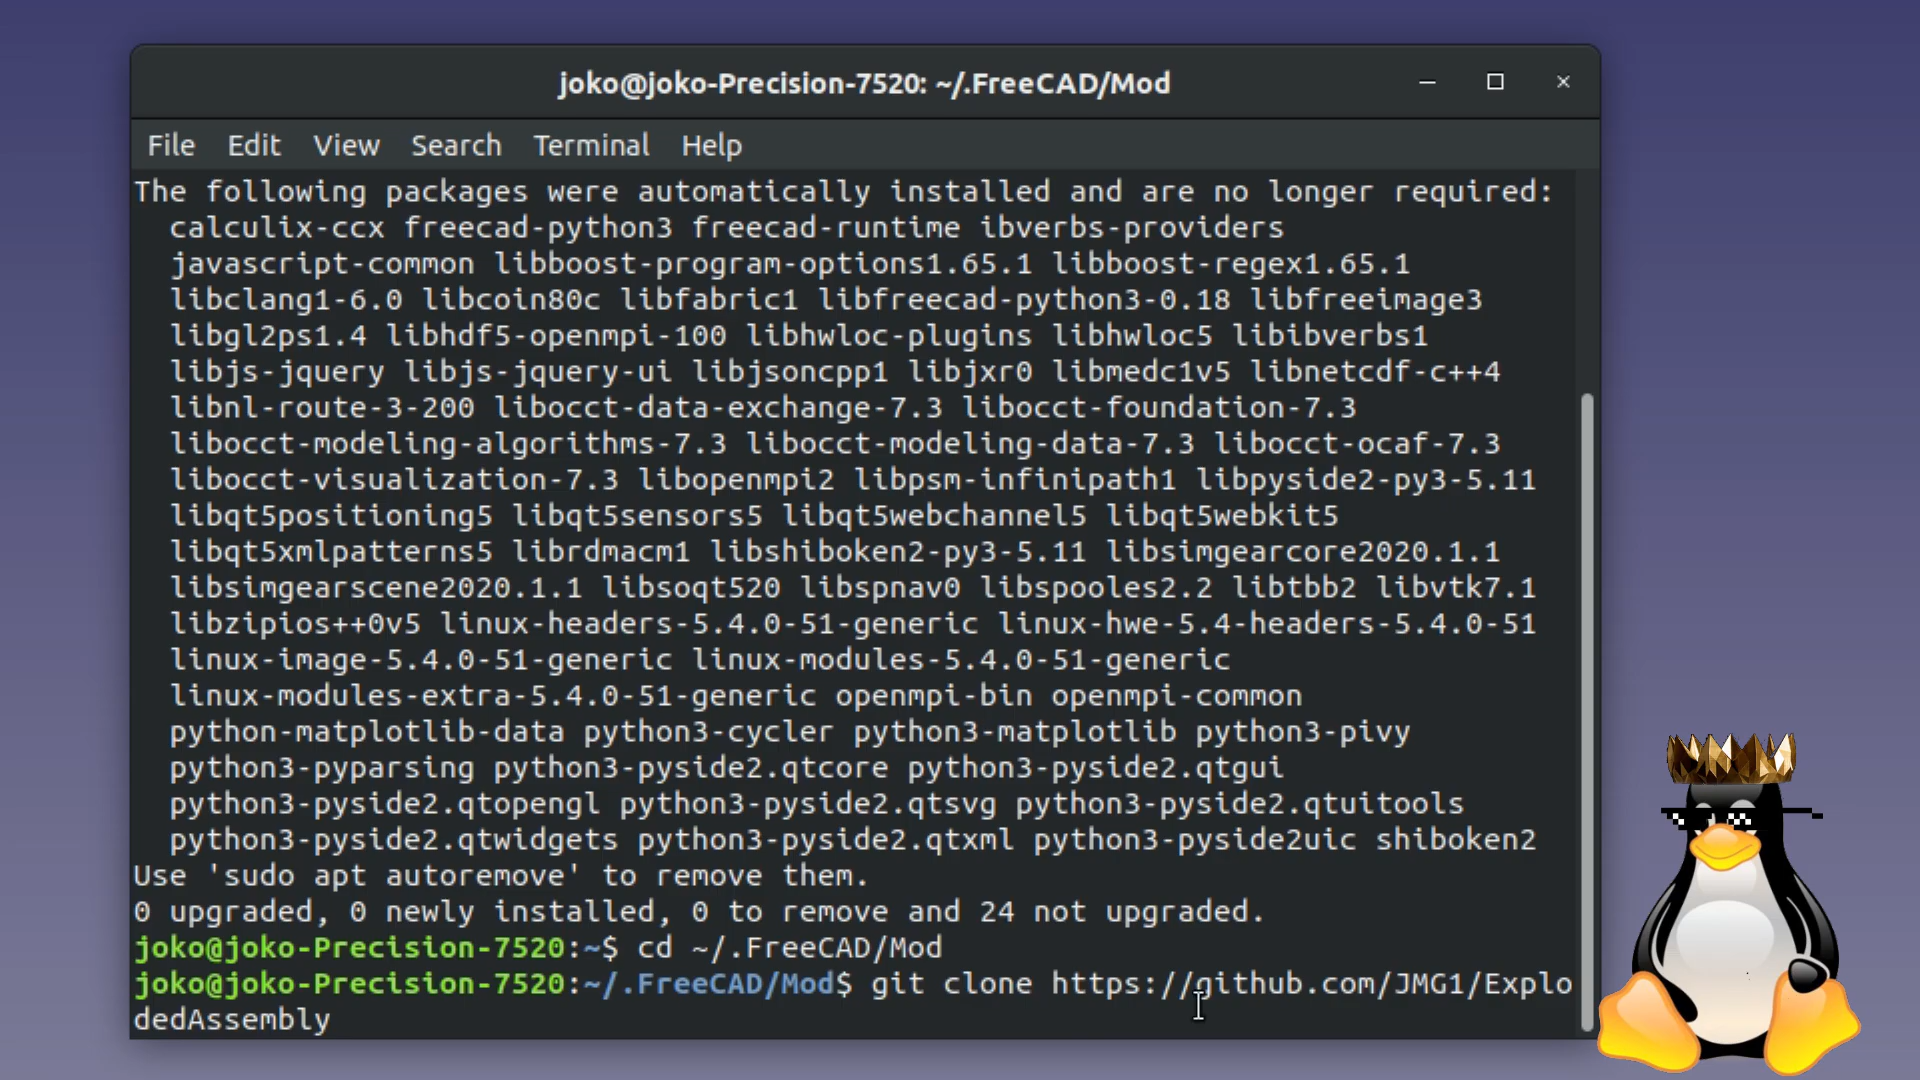 joko@joko-Precision-7520: ~/.FreeCAD/Mod
File Edit View Search Terminal Help
The following packages were automatically installed and are no longer required:
calculix-ccx freecad-python3 freecad-runtime ibverbs-providers
javascript-common libboost-program-options1.65.1 libboost-regex1.65.1
libclang1-6.0 libcoin80c libfabric1 libfreecad-python3-0.18 libfreeimage3
libgl2ps1.4 libhdf5-openmpi-100 libhwloc-plugins libhwloc5 libibverbs1
libjs-jquery libjs-jquery-ui libjsoncpp1 libjxr0 libmedc1v5 libnetcdf-c++4
libnl-route-3-200 libocct-data-exchange-7.3 libocct-foundation-7.3
libocct-modeling-algorithms-7.3 libocct-modeling-data-7.3 libocct-ocaf-7.3
libocct-visualization-7.3 libopenmpi2 libpsm-infinipath1 libpyside2-py3-5.11
libqt5positioning5 libqt5sensors5 libqt5webchannel5 libqt5webkit5
libqt5xmlpatterns5 librdmacm1 libshiboken2-py3-5.11 libsimgearcore2020.1.1
libsimgearscene2020.1.1 libsoqt520 libspnav0 libspooles2.2 libtbb2 libvtk7.1
libzipios++0v5 linux-headers-5.4.0-51-generic linux-hwe-5.4-headers-5.4.0-51
linux-image-5.4.0-51-generic linux-modules-5.4.0-51-generic
linux-modules-extra-5.4.0-51-generic openmpi-bin openmpi-common
python-matplotlib-data python3-cycler python3-matplotlib python3-pivy
python3-pyparsing python3-pyside2.qtcore python3-pyside2.qtgui
python3-pyside2.qtopengl python3-pyside2.qtsvg python3-pyside2.qtuitools
python3-pyside2.qtwidgets python3-pyside2.qtxml python3-pyside2uic shiboken2
Use 'sudo apt autoremove' to remove them.
0 upgraded, 0 newly installed, 0 to remove and 24 not upgraded.
joko@joko-Precision-7520:~$ cd ~/.FreeCAD/Mod
joko@joko-Precision-7520:~/.FreeCAD/Mod$ git clone https://github.com/JMG1/Explo
dedAssembly